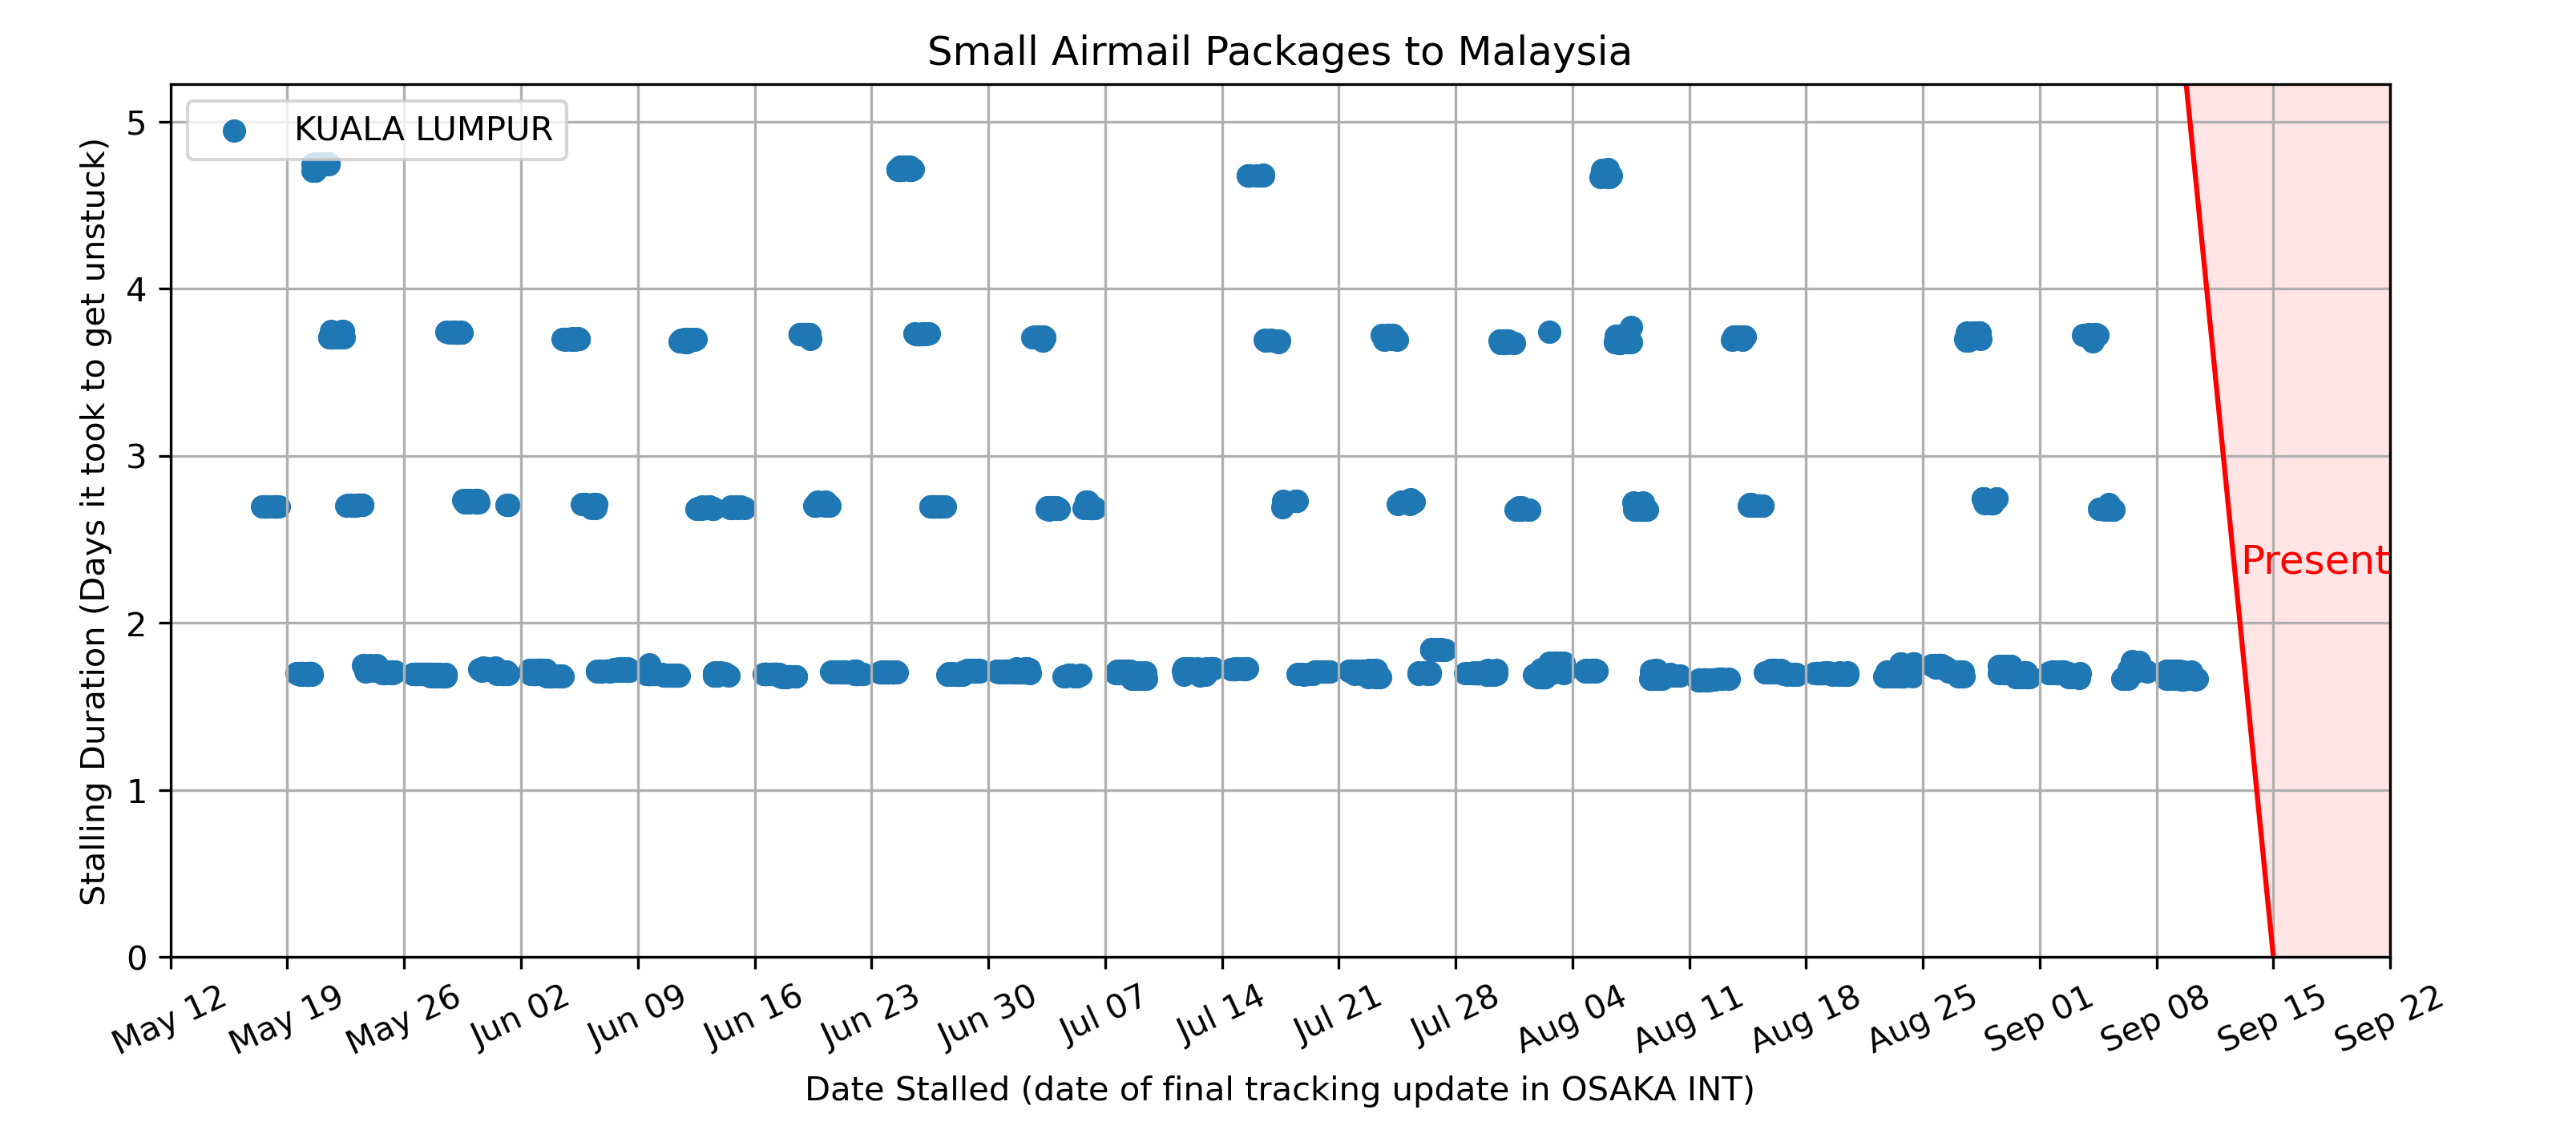 Small Airmail Packages to Malaysia
KUALA LUMPUR
Stalling Duration (Days it took to get unstuck)
5
4
3
2
1
0
Present
May 12
May 19
May 26
Jun 02
Jun 09
Jun 16
Jun 23
Jun 30
Jul 07
Jul 14
Jul 21
Jul 28
Aug 04
Aug 11
Aug 18
Aug 25
Sep 01
Sep 08
Sep 15
Sep 22
Date Stalled (date of final tracking update in OSAKA INT)